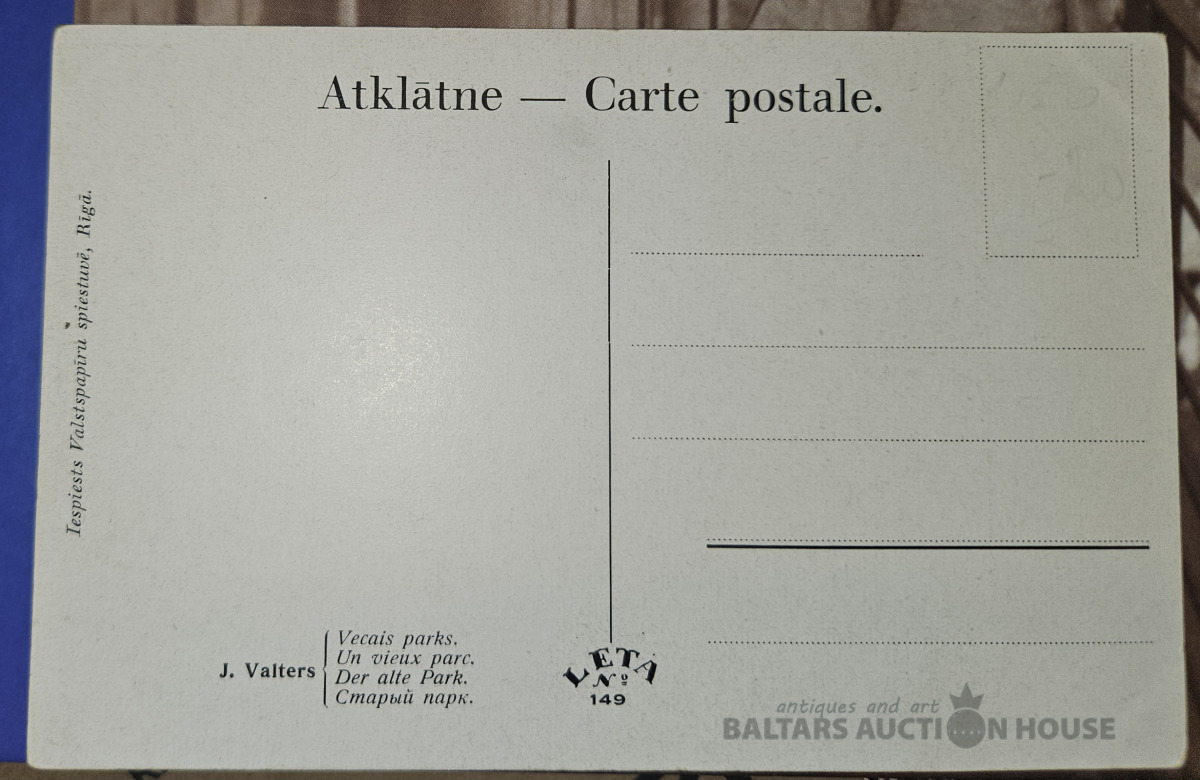 Atklātne — Carte postale.
Iespiests Valstspapīru spiestuvē, Rīgā.
J. Valters
Vecais parks.
Un vieux parc.
Der alte Park.
Старый парк.
LETA
№
149
antiques and art
BALTARS AUCTION HOUSE